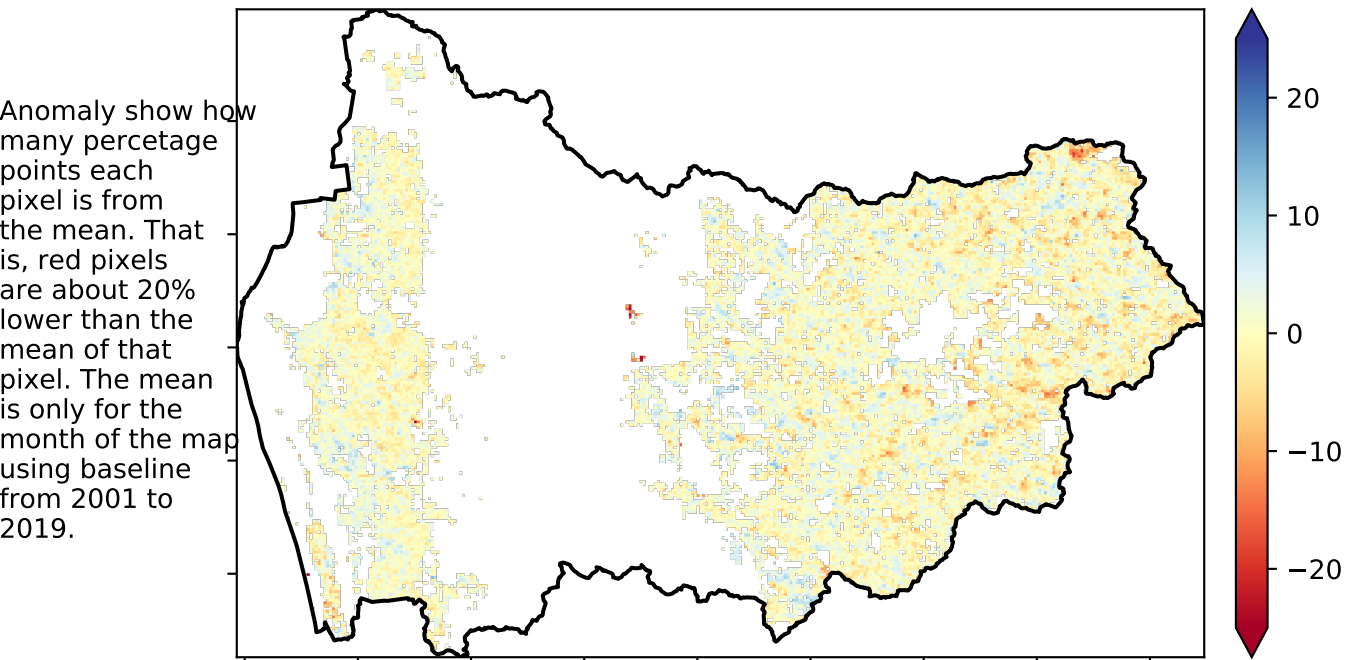 Anomaly show how
many percetage
points each
pixel is from
the mean. That
is, red pixels
are about 20%
lower than the
mean of that
pixel. The mean
is only for the
month of the map
using baseline
from 2001 to
2019.
20
10
0
−10
−20